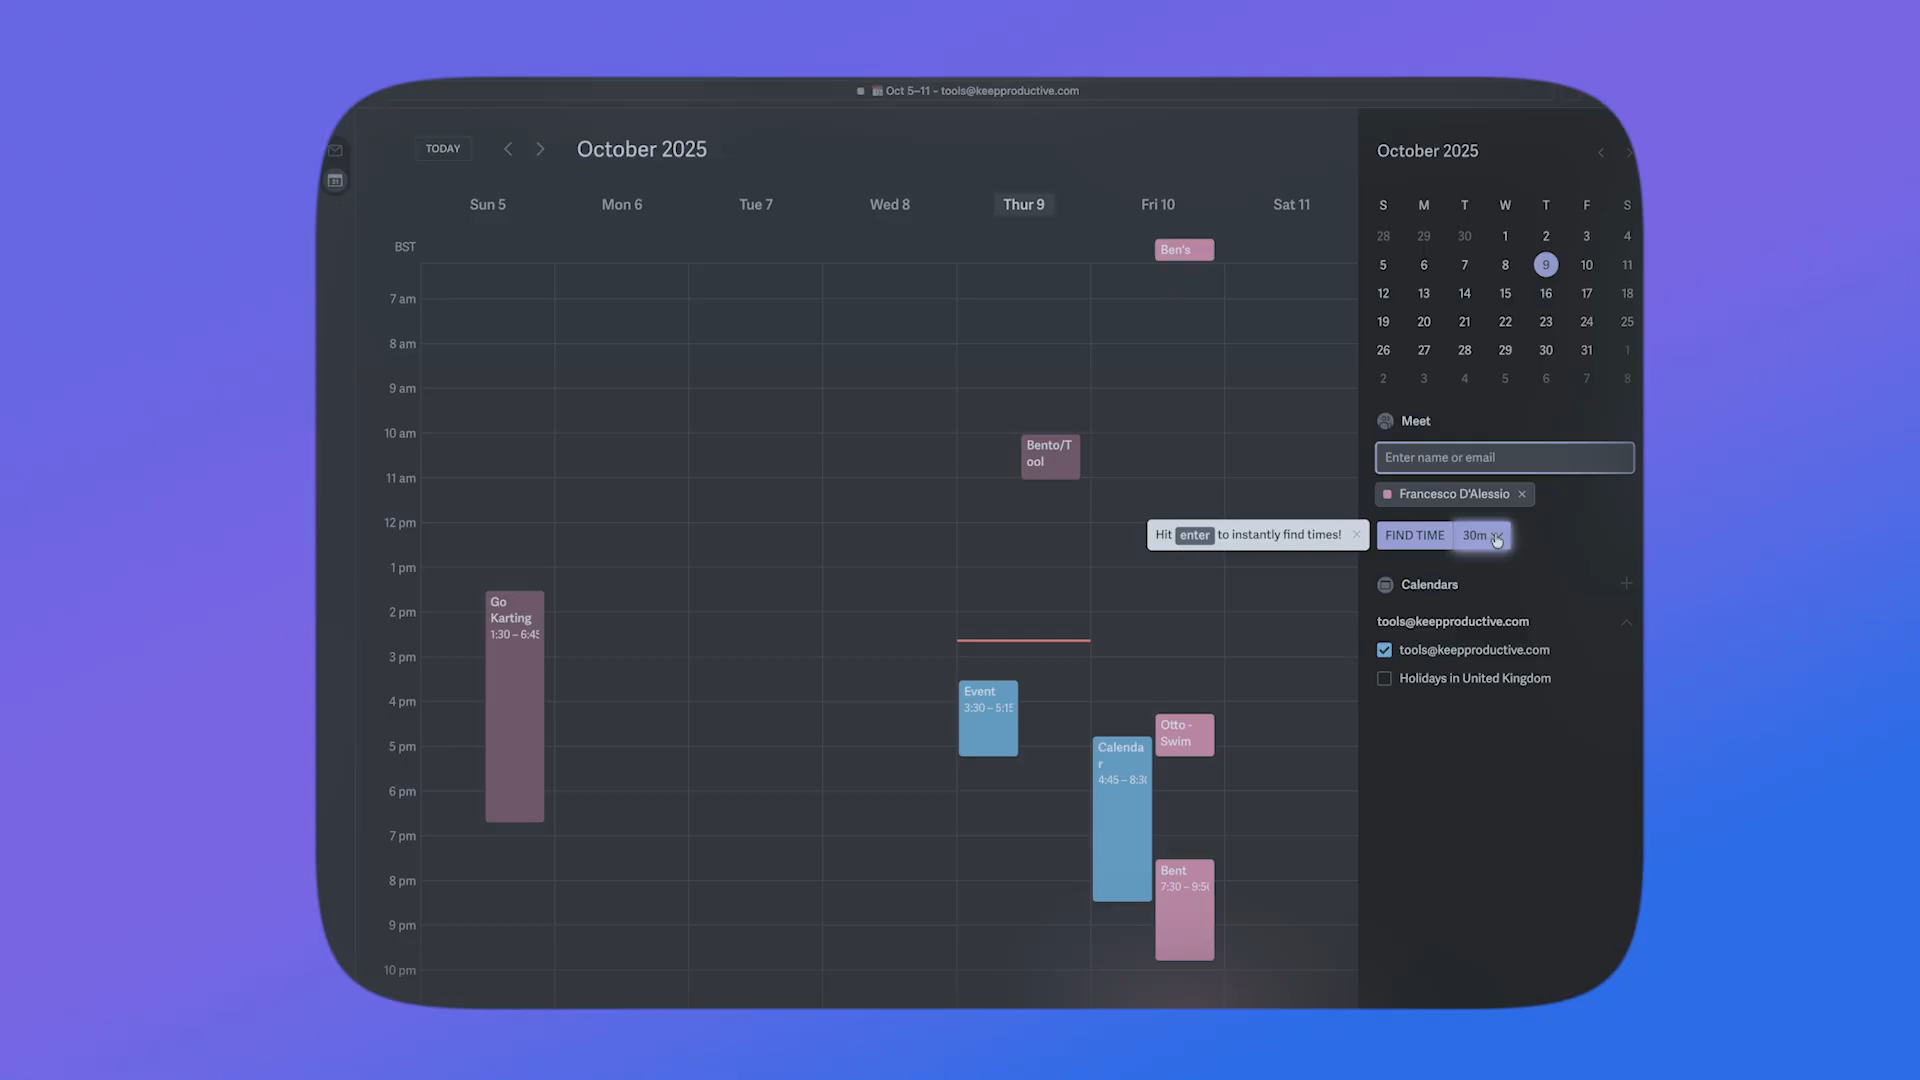 Oct 5–11 - tools@keepproductive.com
TODAY
October 2025
Sun 5 Mon 6 Tue 7 Wed 8 Thur 9 Fri 10 Sat 11
BST
Ben's
7 am
8 am
9 am
10 am
11 am
12 pm
1 pm
2 pm
3 pm
4 pm
5 pm
6 pm
7 pm
8 pm
9 pm
10 pm
Go
Karting
1:30 – 6:45
Bento/T
ool
Event
3:30 – 5:15
Calenda
r
4:45 – 8:30
Otto -
Swim
Bent
7:30 – 9:50
Hit enter to instantly find times!
31
October 2025
S M T W T F S
28 29 30 1 2 3 4
5 6 7 8 9 10 11
12 13 14 15 16 17 18
19 20 21 22 23 24 25
26 27 28 29 30 31 1
2 3 4 5 6 7 8
Meet
Enter name or email
Francesco D'Alessio
FIND TIME 30m
Calendars
tools@keepproductive.com
tools@keepproductive.com
Holidays in United Kingdom